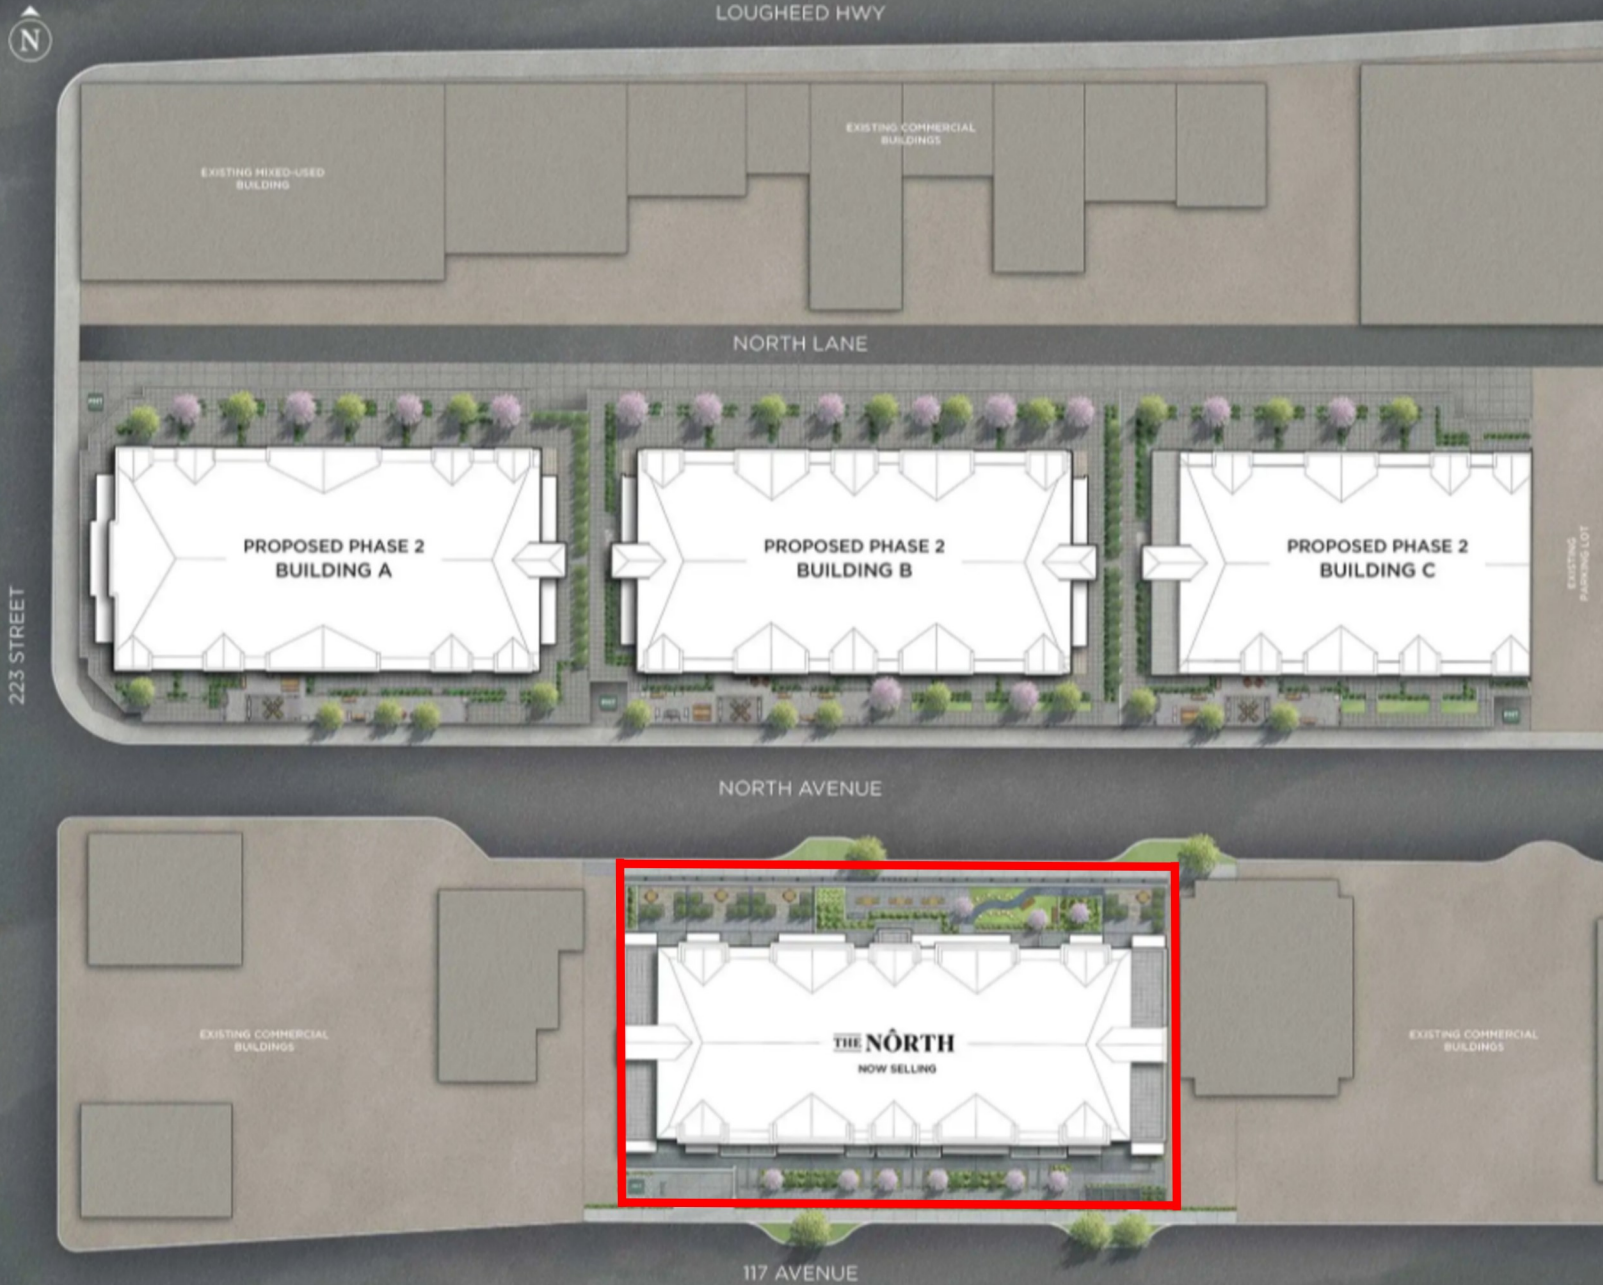 LOUGHEED HWY
N
EXISTING COMMERCIAL
BUILDINGS
EXISTING MIXED-USED
BUILDING
NORTH LANE
PROPOSED PHASE 2
BUILDING A
PROPOSED PHASE 2
BUILDING B
PROPOSED PHASE 2
BUILDING C
EXISTING
PARKING LOT
223 STREET
NORTH AVENUE
EXISTING COMMERCIAL
BUILDINGS
THE NÔRTH
NOW SELLING
EXISTING COMMERCIAL
BUILDINGS
117 AVENUE